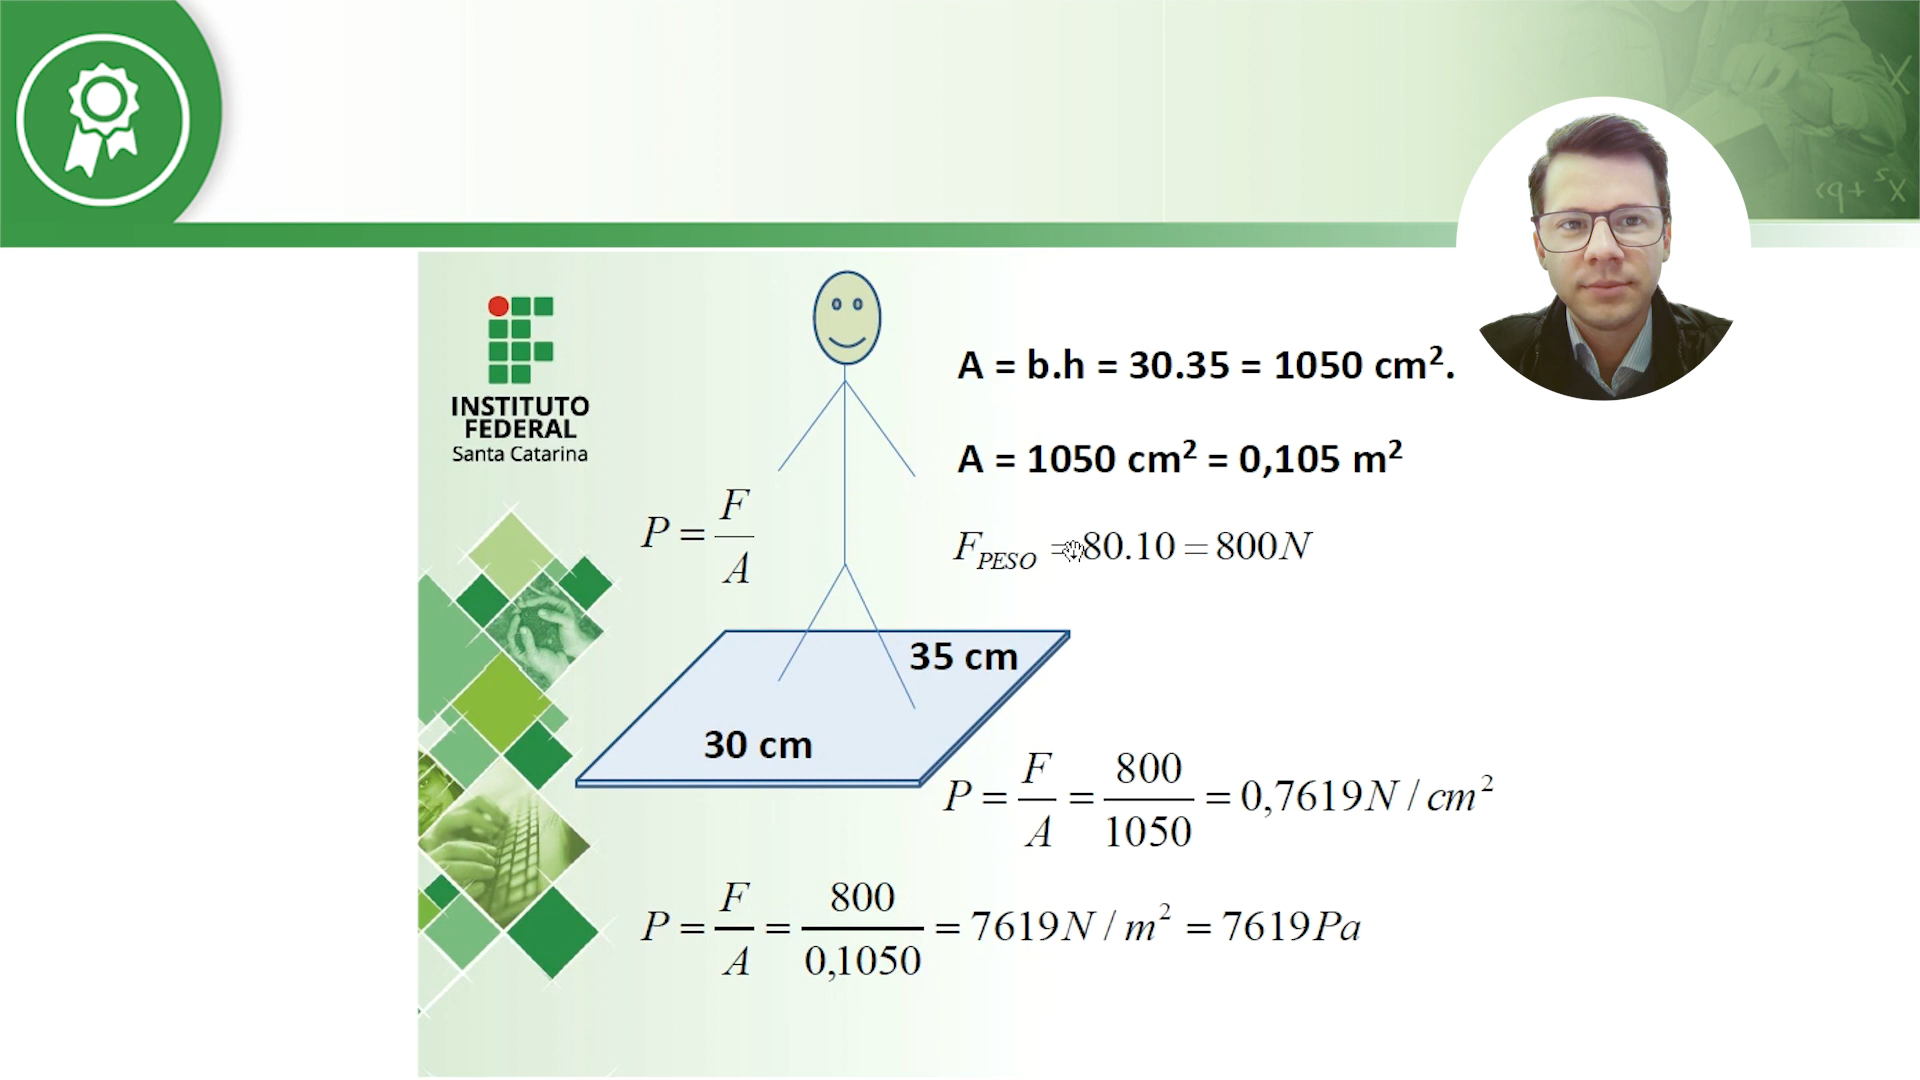 INSTITUTO
FEDERAL
Santa Catarina
A = b.h = 30.35 = 1050 cm².
A = 1050 cm² = 0,105 m²
P = F/A
F_PESO = 80.10 = 800N
35 cm
30 cm
P = F/A = 800/1050 = 0,7619N / cm²
P = F/A = 800/0,1050 = 7619N / m² = 7619Pa